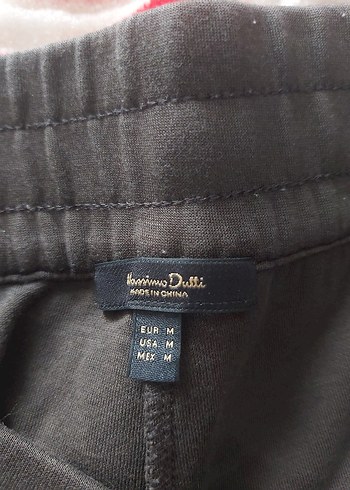 Massimo Dutti
MADE IN CHINA
EUR M
USA M
MEX M